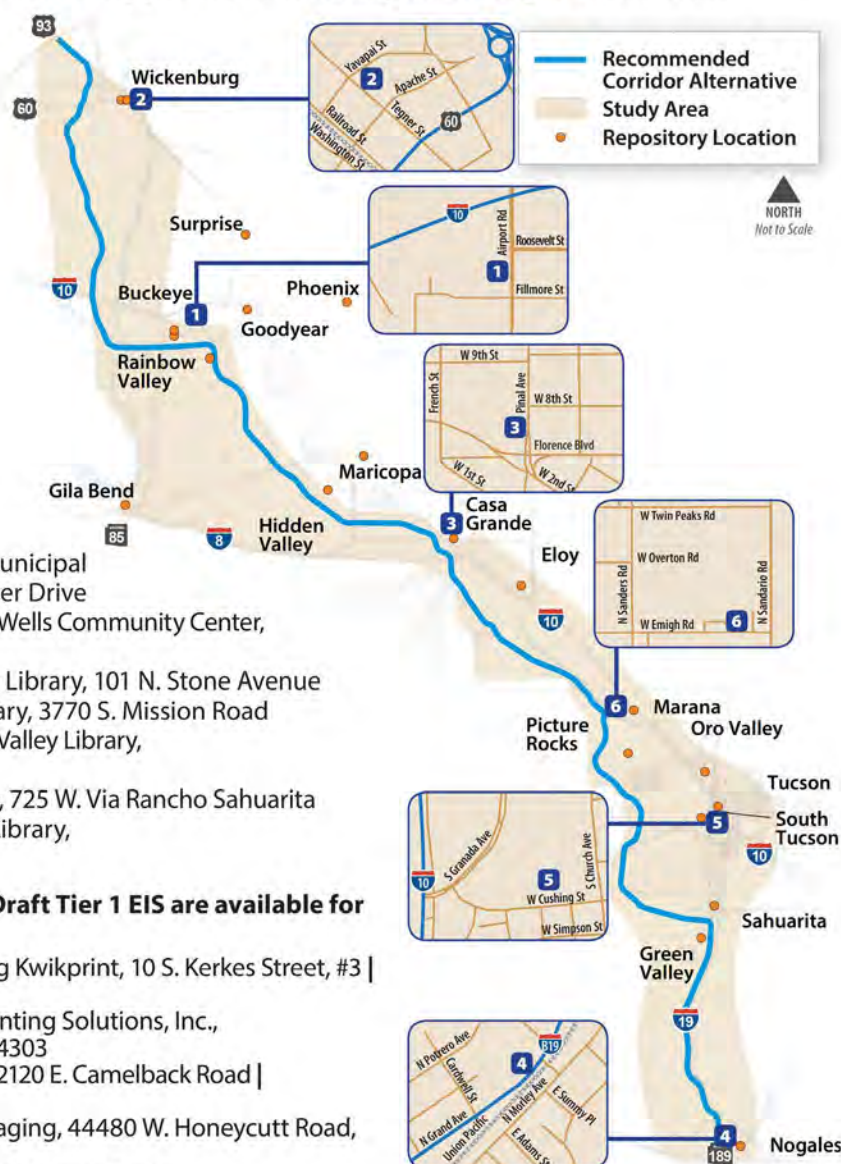 93
60
Wickenburg
2
Yavapai St
2
Apache St
Tegner St
Railroad St
Washington St
60
Recommended
Corridor Alternative
Study Area
Repository Location
NORTH
Not to Scale
Surprise
10
Buckeye
1
Phoenix
Goodyear
10
Airport Rd
Roosevelt St
1
Fillmore St
Rainbow
Valley
W 9th St
French St
Pinal Ave
W 8th St
3
Florence Blvd
W 1st St
W 2nd St
Gila Bend
85
8
Maricopa
Hidden
Valley
3
Casa
Grande
Eloy
10
W Twin Peaks Rd
W Overton Rd
N Sanders Rd
N Sandario Rd
W Emigh Rd
6
unicipal
er Drive
Wells Community Center,
Library, 101 N. Stone Avenue
ary, 3770 S. Mission Road
Valley Library,
, 725 W. Via Rancho Sahuarita
ibrary,
6
Marana
Picture
Rocks
Oro Valley
Tucson
South
Tucson
5
10
S Granada Ave
S Church Ave
10
5
W Cushing St
W Simpson St
Sahuarita
Green
Valley
19
Draft Tier 1 EIS are available for
g Kwikprint, 10 S. Kerkes Street, #3 |
nting Solutions, Inc.,
4303
2120 E. Camelback Road |
aging, 44480 W. Honeycutt Road,
N Potrero Ave
Cardwell St
4
B19
N Grand Ave
Union Pacific
N Morley Ave
E Summy Pl
E Adams St
4
189
Nogales